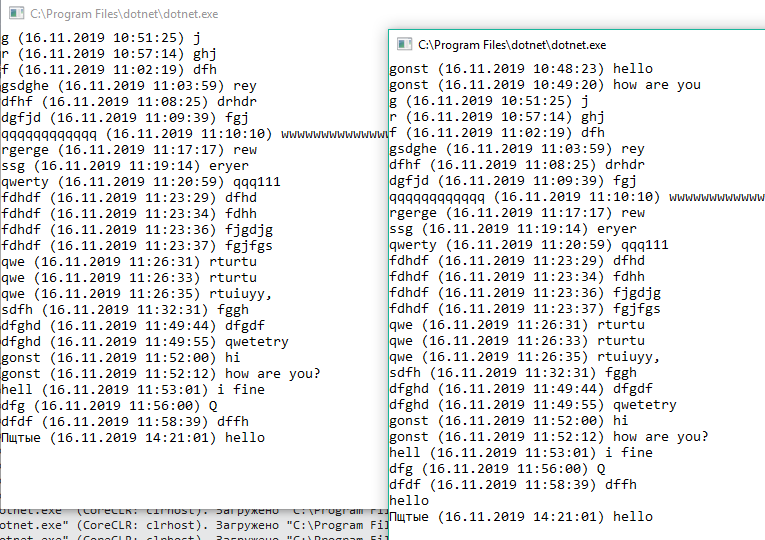 C:\Program Files\dotnet\dotnet.exe
g (16.11.2019 10:51:25) j
r (16.11.2019 10:57:14) ghj
f (16.11.2019 11:02:19) dfh
gsdghe (16.11.2019 11:03:59) rey
dfhf (16.11.2019 11:08:25) drhdr
dgfjd (16.11.2019 11:09:39) fgj
qqqqqqqqqqqq (16.11.2019 11:10:10) wwwwwwwwwwwwww
rgerge (16.11.2019 11:17:17) rew
ssg (16.11.2019 11:19:14) eryer
qwerty (16.11.2019 11:20:59) qqq111
fdhdf (16.11.2019 11:23:29) dfhd
fdhdf (16.11.2019 11:23:34) fdhh
fdhdf (16.11.2019 11:23:36) fjgdjg
fdhdf (16.11.2019 11:23:37) fgjfgs
qwe (16.11.2019 11:26:31) rturtu
qwe (16.11.2019 11:26:33) rturtu
qwe (16.11.2019 11:26:35) rtuiuyy,
sdfh (16.11.2019 11:32:31) fggh
dfghd (16.11.2019 11:49:44) dfgdf
dfghd (16.11.2019 11:49:55) qwetetry
gonst (16.11.2019 11:52:00) hi
gonst (16.11.2019 11:52:12) how are you?
hell (16.11.2019 11:53:01) i fine
dfg (16.11.2019 11:56:00) Q
dfdf (16.11.2019 11:58:39) dffh
Пщтые (16.11.2019 14:21:01) hello
C:\Program Files\dotnet\dotnet.exe
gonst (16.11.2019 10:48:23) hello
gonst (16.11.2019 10:49:20) how are you
g (16.11.2019 10:51:25) j
r (16.11.2019 10:57:14) ghj
f (16.11.2019 11:02:19) dfh
gsdghe (16.11.2019 11:03:59) rey
dfhf (16.11.2019 11:08:25) drhdr
dgfjd (16.11.2019 11:09:39) fgj
qqqqqqqqqqqq (16.11.2019 11:10:10) wwwwwwwwwwww
rgerge (16.11.2019 11:17:17) rew
ssg (16.11.2019 11:19:14) eryer
qwerty (16.11.2019 11:20:59) qqq111
fdhdf (16.11.2019 11:23:29) dfhd
fdhdf (16.11.2019 11:23:34) fdhh
fdhdf (16.11.2019 11:23:36) fjgdjg
fdhdf (16.11.2019 11:23:37) fgjfgs
qwe (16.11.2019 11:26:31) rturtu
qwe (16.11.2019 11:26:33) rturtu
qwe (16.11.2019 11:26:35) rtuiuyy,
sdfh (16.11.2019 11:32:31) fggh
dfghd (16.11.2019 11:49:44) dfgdf
dfghd (16.11.2019 11:49:55) qwetetry
gonst (16.11.2019 11:52:00) hi
gonst (16.11.2019 11:52:12) how are you?
hell (16.11.2019 11:53:01) i fine
dfg (16.11.2019 11:56:00) Q
dfdf (16.11.2019 11:58:39) dffh
hello
Пщтые (16.11.2019 14:21:01) hello
otnet.exe" (CoreCLR: clrhost). Загружено "C:\Program Fil
otnet.exe" (CoreCLR: clrhost). Загружено "C:\Program Fil
otnet.exe" (CoreCLR: clrhost). Загружено "C:\Program Fil